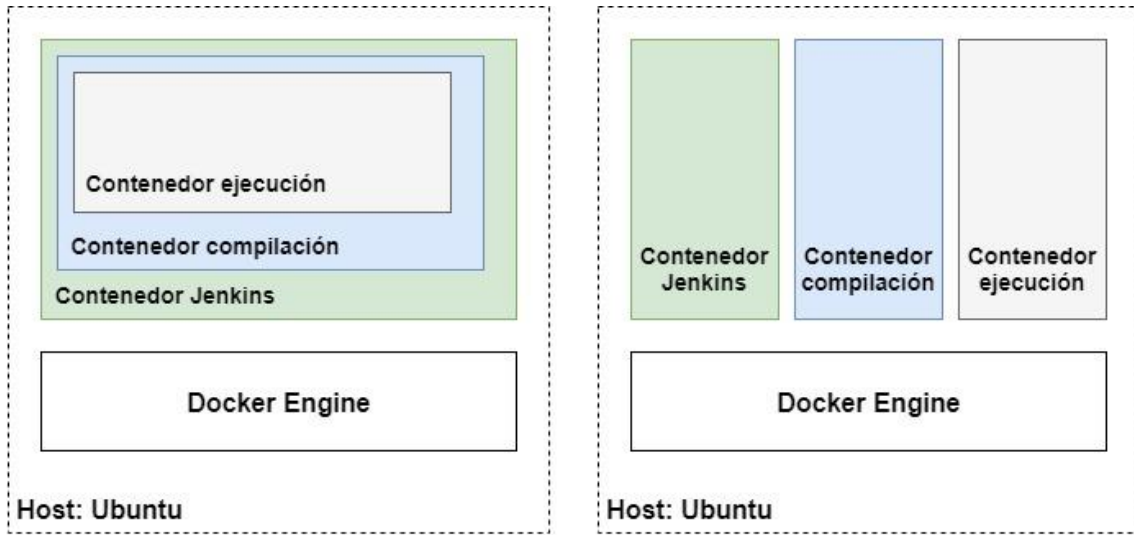 Contenedor ejecución
Contenedor compilación
Contenedor Jenkins
Docker Engine
Host: Ubuntu
Contenedor
Jenkins
Contenedor
compilación
Contenedor
ejecución
Docker Engine
Host: Ubuntu